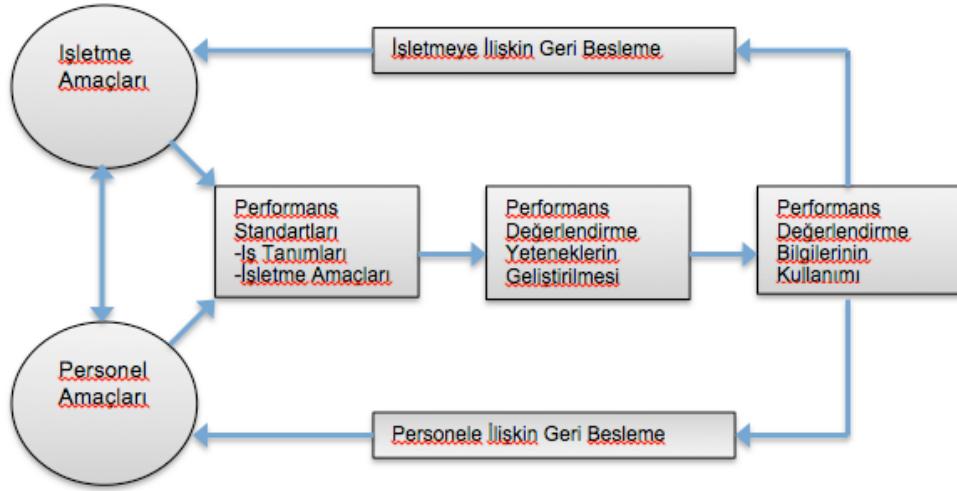 İşletme
Amaçları
İşletmeye İlişkin Geri Besleme
Performans
Standartları
-İş Tanımları
-İşletme Amaçları
Performans
Değerlendirme
Yeteneklerin
Geliştirilmesi
Performans
Değerlendirme
Bilgilerinin
Kullanımı
Personel
Amaçları
Personele İlişkin Geri Besleme